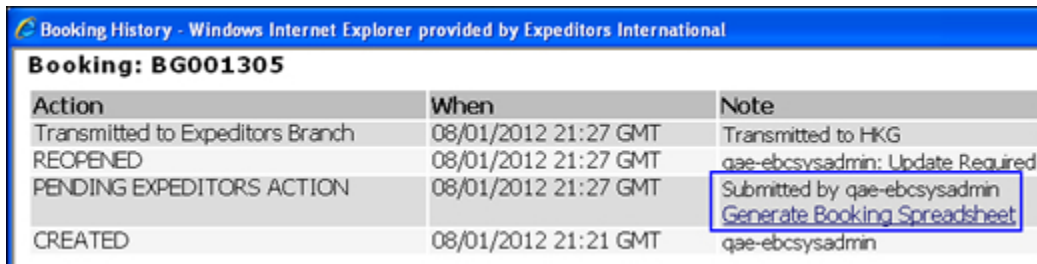 Booking History - Windows Internet Explorer provided by Expeditors International
Booking: BG001305
Action When Note
Transmitted to Expeditors Branch 08/01/2012 21:27 GMT Transmitted to HKG
REOPENED 08/01/2012 21:27 GMT qae-ebcsysadmin: Update Required
PENDING EXPEDITORS ACTION 08/01/2012 21:27 GMT Submitted by qae-ebcsysadmin
Generate Booking Spreadsheet
CREATED 08/01/2012 21:21 GMT qae-ebcsysadmin